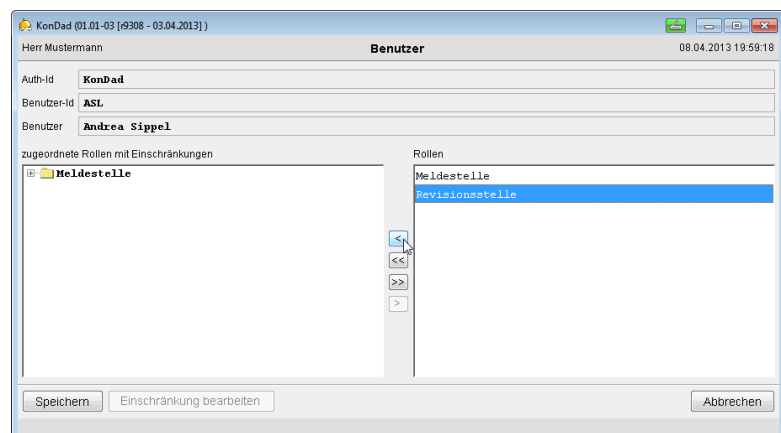 KonDad (01.01-03 [r9308 - 03.04.2013] )
Herr Mustermann Benutzer 08.04.2013 19:59:18
Auth-Id KonDad
Benutzer-Id ASL
Benutzer Andrea Sippel
zugeordnete Rollen mit Einschränkungen Rollen
Meldestelle Meldestelle
Revisionsstelle
<
<<
>>
>
Speichern Einschränkung bearbeiten Abbrechen